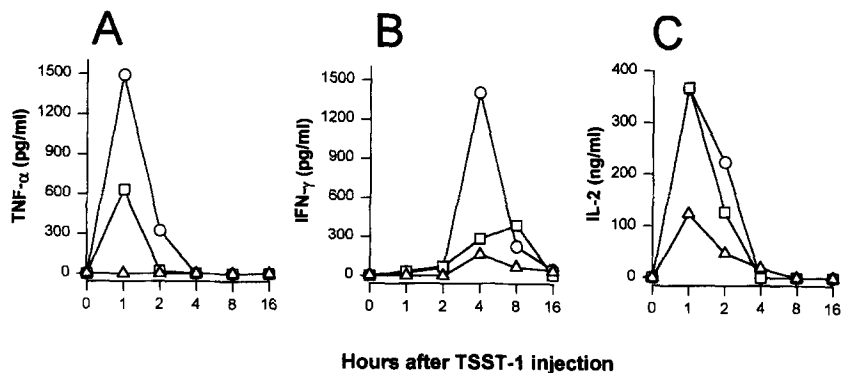 A
B
C
TNF-α (pg/ml)
1500
1200
900
600
300
0
0 1 2 4 8 16
IFN-γ (pg/ml)
1500
1200
900
600
300
0
0 1 2 4 8 16
IL-2 (ng/ml)
400
300
200
100
0
0 1 2 4 8 16
Hours after TSST-1 injection